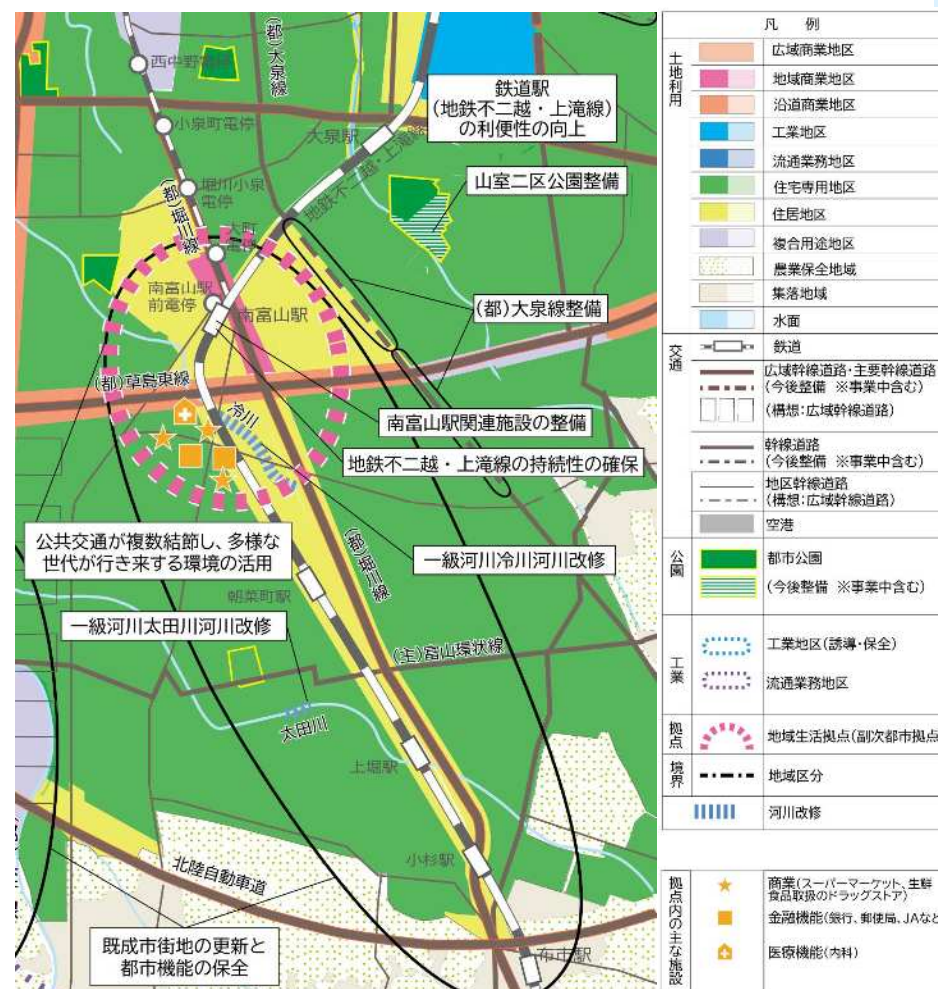 西中野電停
(都)大泉線
小泉町電停
堀川小泉
電停
(都)堀川線
大町
電停
大泉駅
鉄道駅
(地鉄不二越・上滝線)
の利便性の向上
地鉄不二越・上滝線
山室二区公園整備
南富山駅
前電停
南富山駅
(都)大泉線整備
(都)草島東線
冷川
南富山駅関連施設の整備
地鉄不二越・上滝線の持続性の確保
公共交通が複数結節し、多様な
世代が行き来する環境の活用
一級河川冷川河川改修
(都)堀川線
朝菜町駅
一級河川太田川河川改修
(主)富山環状線
太田川
上堀駅
小杉駅
北陸自動車道
既成市街地の更新と
都市機能の保全
布市駅
凡 例
土地利用
広域商業地区
地域商業地区
沿道商業地区
工業地区
流通業務地区
住宅専用地区
住居地区
複合用途地区
農業保全地域
集落地域
水面
交通
鉄道
広域幹線道路・主要幹線道路
(今後整備 ※事業中含む)
(構想:広域幹線道路)
幹線道路
(今後整備 ※事業中含む)
地区幹線道路
(構想:広域幹線道路)
空港
公園
都市公園
(今後整備 ※事業中含む)
工業
工業地区(誘導・保全)
流通業務地区
拠点
地域生活拠点(副次都市拠点
境界
地域区分
河川改修
拠点内の主な施設
商業(スーパーマーケット、生鮮
食品取扱のドラッグストア)
金融機能(銀行、郵便局、JAなど
医療機能(内科)